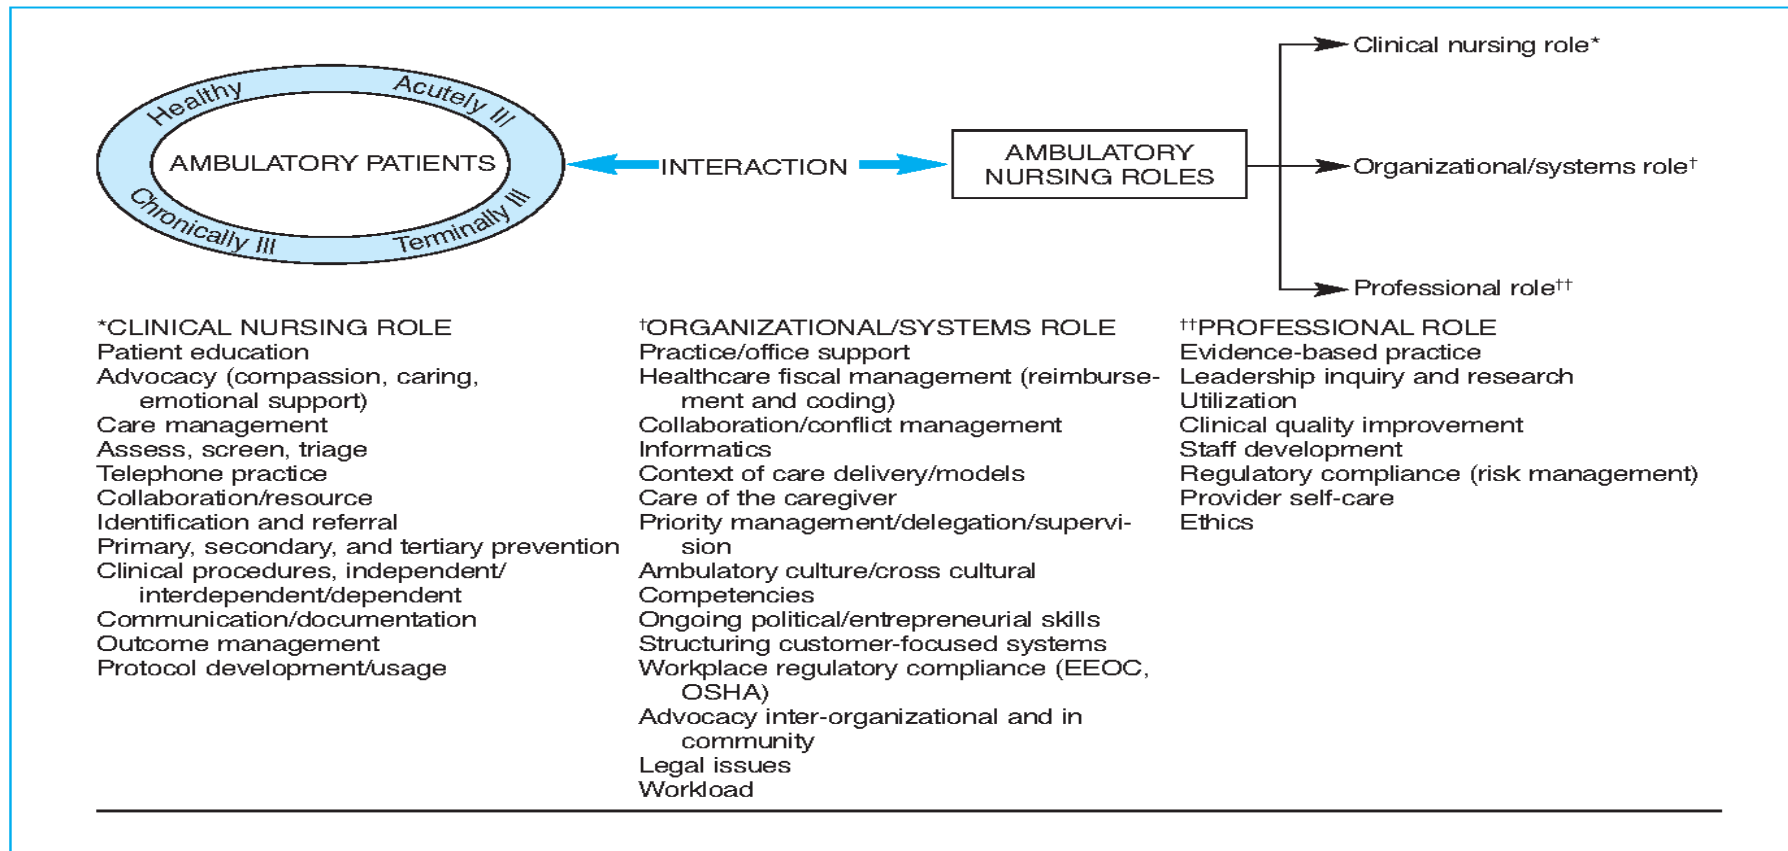 Healthy
Acutely Ill
AMBULATORY PATIENTS
Chronically Ill
Terminally Ill
INTERACTION
AMBULATORY
NURSING ROLES
Clinical nursing role*
Organizational/systems role†
Professional role††
*CLINICAL NURSING ROLE
Patient education
Advocacy (compassion, caring,
emotional support)
Care management
Assess, screen, triage
Telephone practice
Collaboration/resource
Identification and referral
Primary, secondary, and tertiary prevention
Clinical procedures, independent/
interdependent/dependent
Communication/documentation
Outcome management
Protocol development/usage
†ORGANIZATIONAL/SYSTEMS ROLE
Practice/office support
Healthcare fiscal management (reimburse-
ment and coding)
Collaboration/conflict management
Informatics
Context of care delivery/models
Care of the caregiver
Priority management/delegation/supervi-
sion
Ambulatory culture/cross cultural
Competencies
Ongoing political/entrepreneurial skills
Structuring customer-focused systems
Workplace regulatory compliance (EEOC,
OSHA)
Advocacy inter-organizational and in
community
Legal issues
Workload
††PROFESSIONAL ROLE
Evidence-based practice
Leadership inquiry and research
Utilization
Clinical quality improvement
Staff development
Regulatory compliance (risk management)
Provider self-care
Ethics